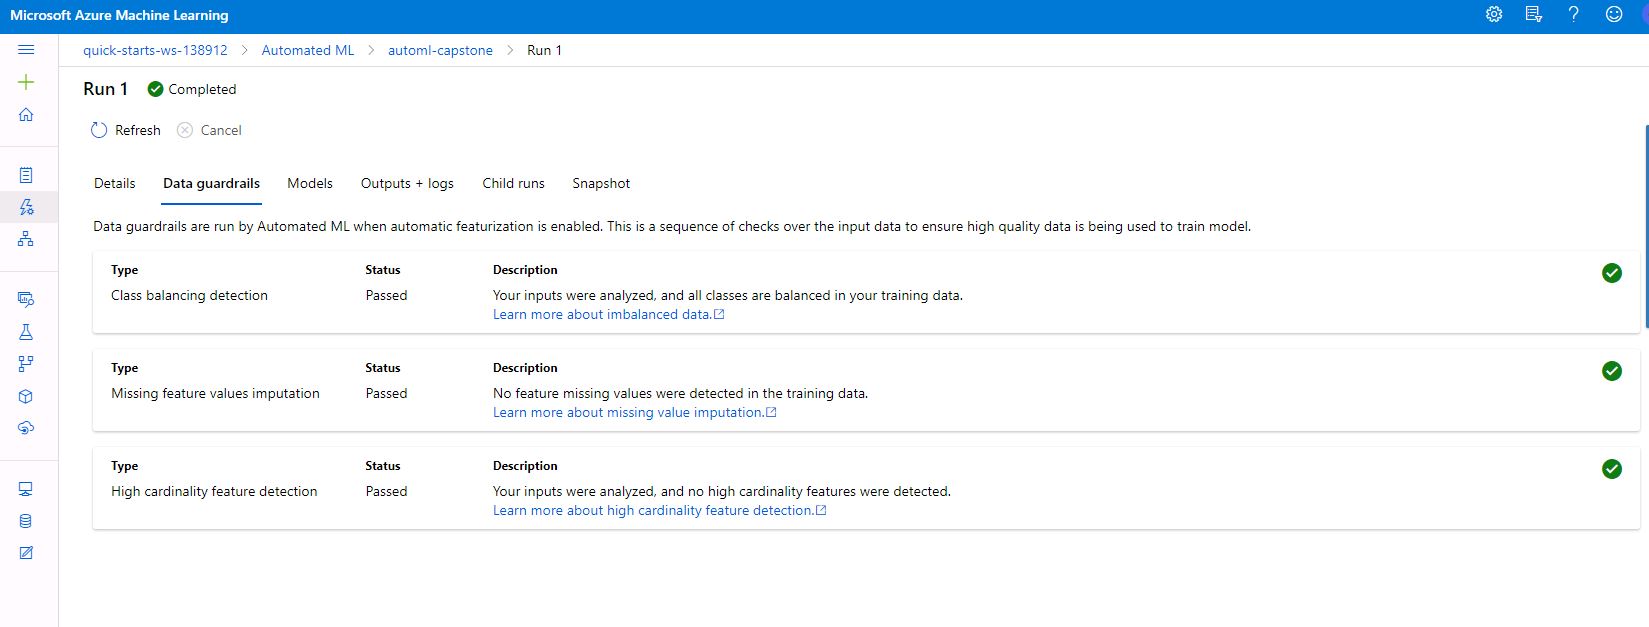 Microsoft Azure Machine Learning
quick-starts-ws-138912 > Automated ML > automl-capstone > Run 1
Run 1 Completed
Refresh Cancel
Details Data guardrails Models Outputs + logs Child runs Snapshot
Data guardrails are run by Automated ML when automatic featurization is enabled. This is a sequence of checks over the input data to ensure high quality data is being used to train model.
Type Status Description
Class balancing detection Passed Your inputs were analyzed, and all classes are balanced in your training data.
Learn more about imbalanced data.
Type Status Description
Missing feature values imputation Passed No feature missing values were detected in the training data.
Learn more about missing value imputation.
Type Status Description
High cardinality feature detection Passed Your inputs were analyzed, and no high cardinality features were detected.
Learn more about high cardinality feature detection.